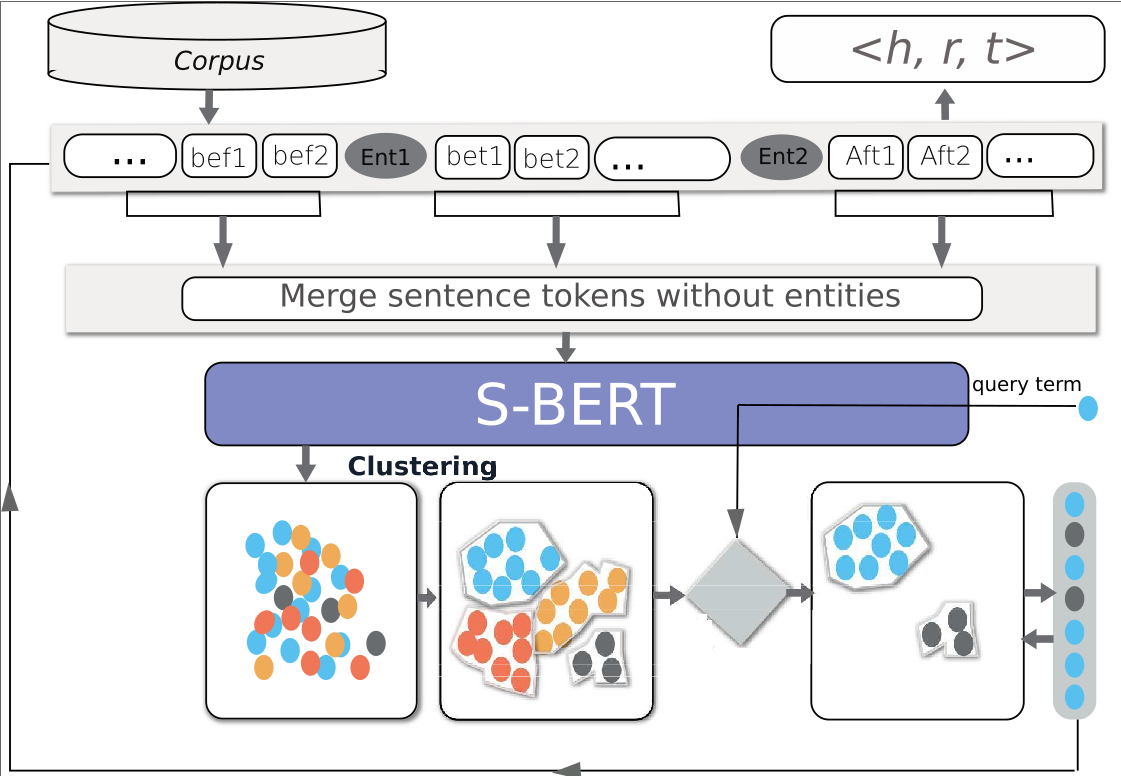 Corpus
<h, r, t>
... bef1 bef2 Ent1 bet1 bet2 ... Ent2 Aft1 Aft2 ...
Merge sentence tokens without entities
S-BERT
query term
Clustering